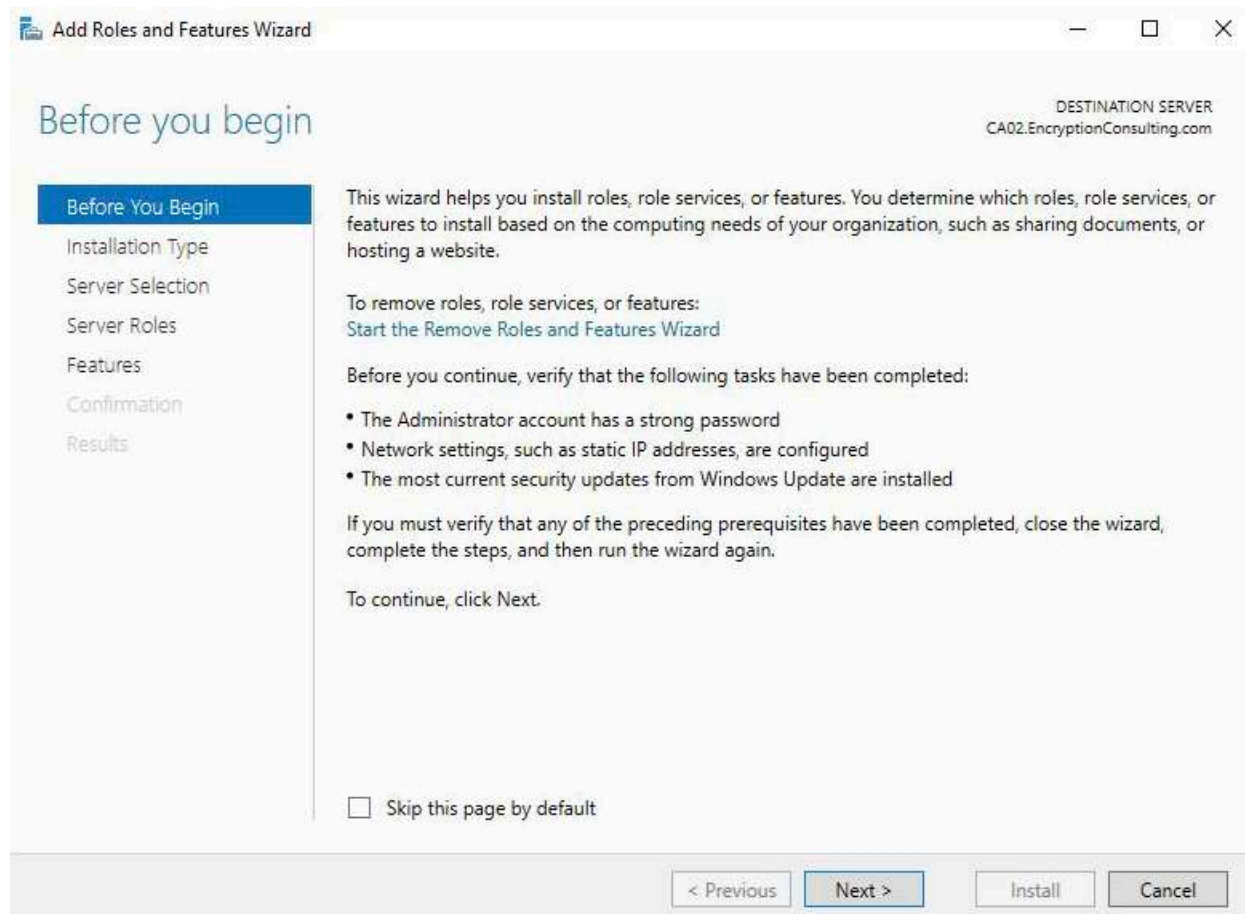 Add Roles and Features Wizard
Before you begin
DESTINATION SERVER
CA02.EncryptionConsulting.com
Before You Begin
Installation Type
Server Selection
Server Roles
Features
Confirmation
Results
This wizard helps you install roles, role services, or features. You determine which roles, role services, or
features to install based on the computing needs of your organization, such as sharing documents, or
hosting a website.
To remove roles, role services, or features:
Start the Remove Roles and Features Wizard
Before you continue, verify that the following tasks have been completed:
• The Administrator account has a strong password
• Network settings, such as static IP addresses, are configured
• The most current security updates from Windows Update are installed
If you must verify that any of the preceding prerequisites have been completed, close the wizard,
complete the steps, and then run the wizard again.
To continue, click Next.
Skip this page by default
< Previous
Next >
Install
Cancel